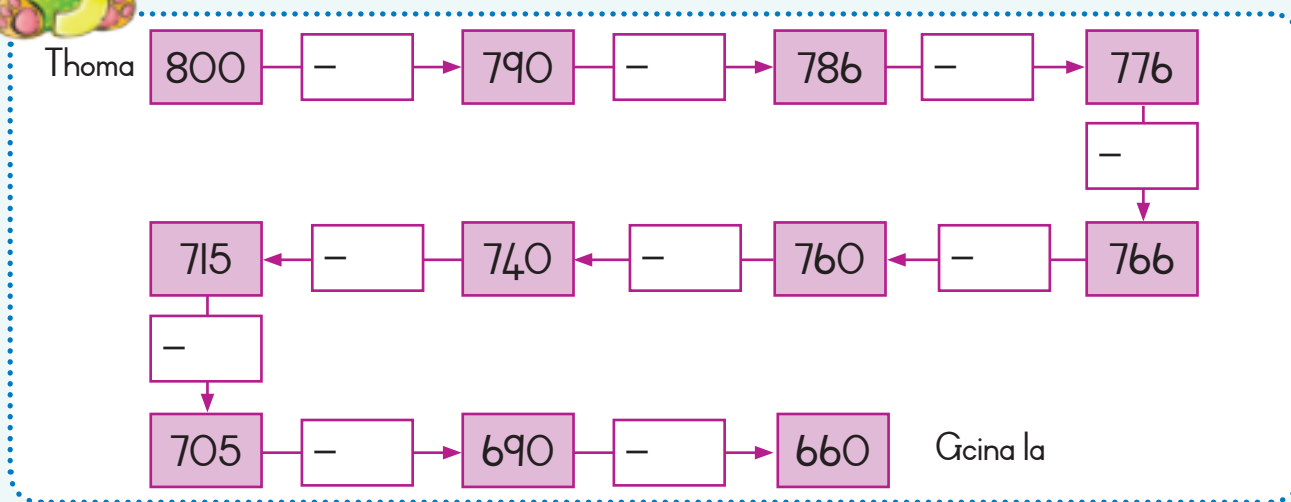 Thoma 800 – 790 – 786 – 776
–
715 – 740 – 760 – 766
–
705 – 690 – 660 Gcina la